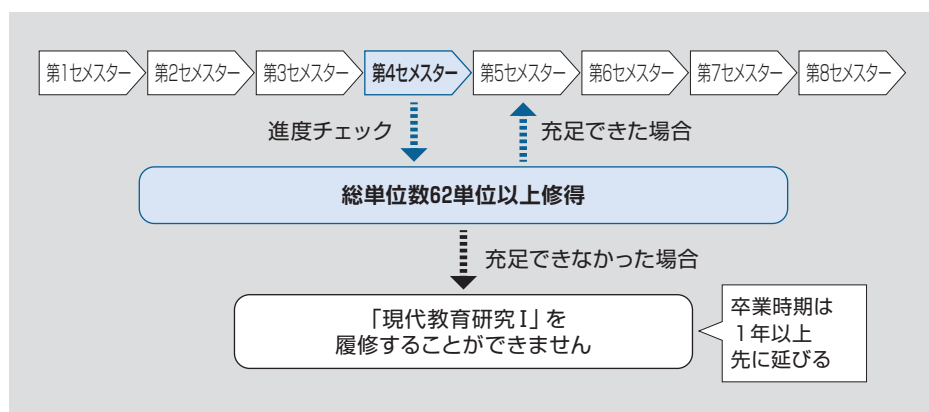 第1セメスター 第2セメスター 第3セメスター 第4セメスター 第5セメスター 第6セメスター 第7セメスター 第8セメスター
進度チェック
充足できた場合
総単位数62単位以上修得
充足できなかった場合
「現代教育研究Ⅰ」を
履修することができません
卒業時期は
1年以上
先に延びる